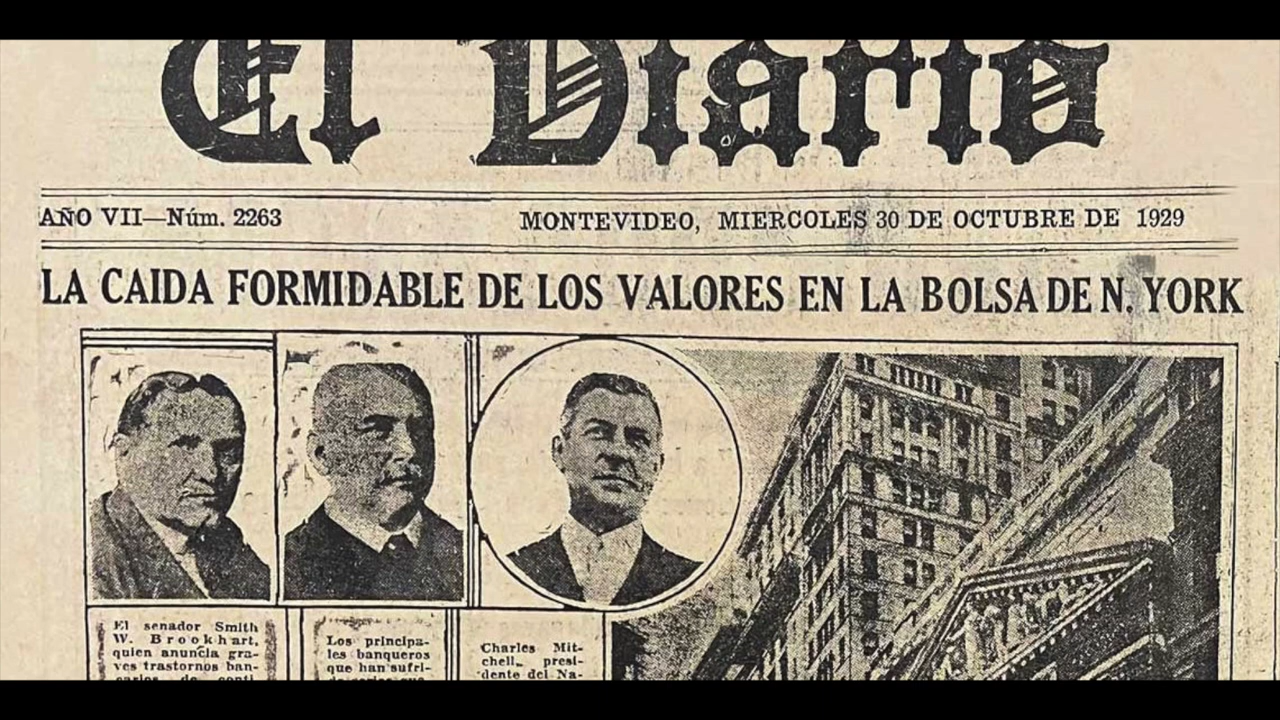 El Diario
AÑO VII—Núm. 2263
MONTEVIDEO, MIERCOLES 30 DE OCTUBRE DE 1929
LA CAIDA FORMIDABLE DE LOS VALORES EN LA BOLSA DE N. YORK
El senador Smith
W. Brookhart,
quien anuncia gra-
ves trastornos ban-
Los principa-
les banqueros
que han sufri-
Charles Mit-
chell, presi-
dente del Na-